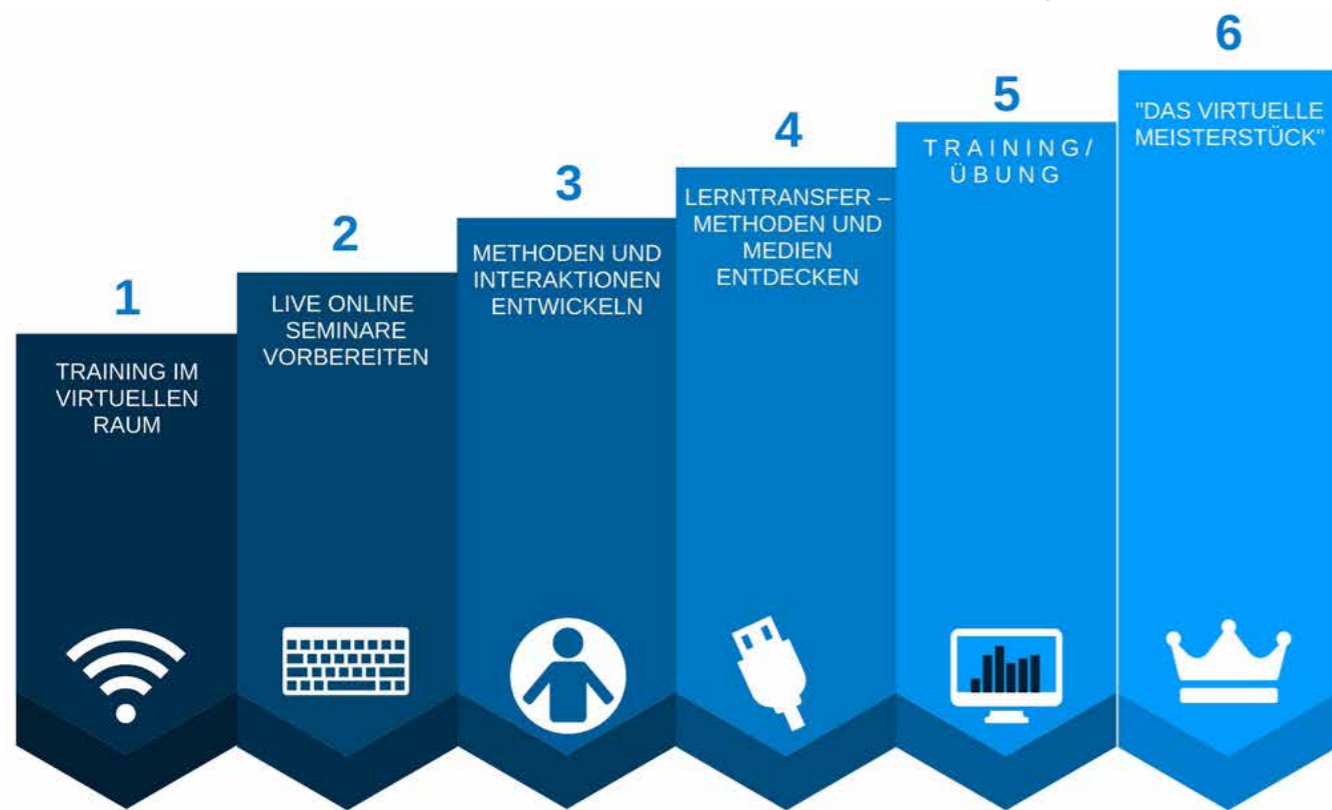 1
TRAINING IM
VIRTUELLEN
RAUM
2
LIVE ONLINE
SEMINARE
VORBEREITEN
3
METHODEN UND
INTERAKTIONEN
ENTWICKELN
4
LERNTRANSFER –
METHODEN UND
MEDIEN
ENTDECKEN
5
TRAINING/
ÜBUNG
6
"DAS VIRTUELLE
MEISTERSTÜCK"